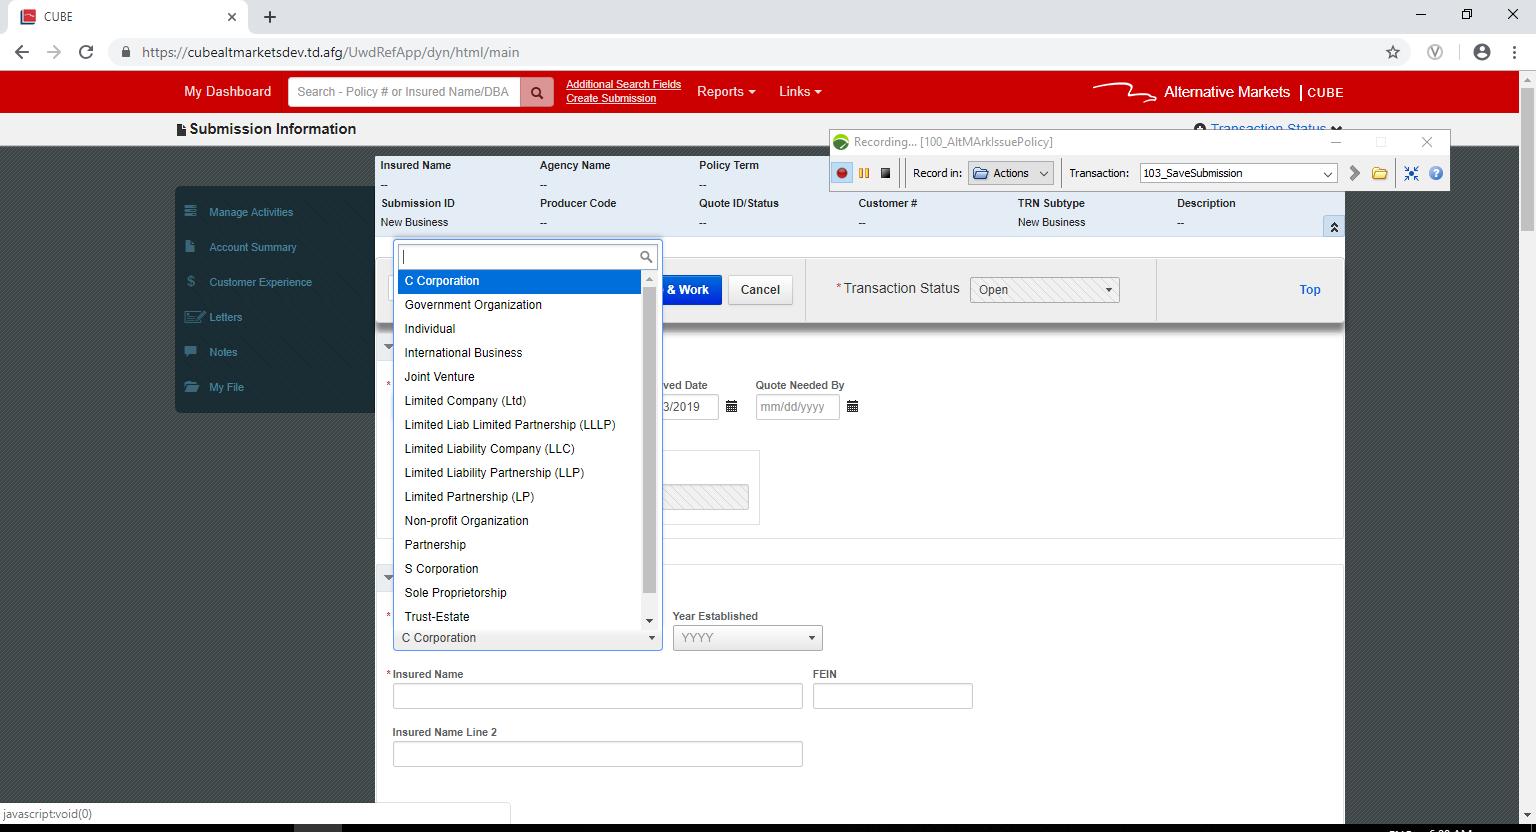 CUBE
https://cubealtmarketsdev.td.afg/UwdRefApp/dyn/html/main
My Dashboard
Search - Policy # or Insured Name/DBA
Additional Search Fields
Create Submission
Reports
Links
Alternative Markets | CUBE
Submission Information
Transaction Status
Recording... [100_AltMArkIssuePolicy]
Record in:
Actions
Transaction:
103_SaveSubmission
Insured Name
Agency Name
Policy Term
--
--
--
Submission ID
Producer Code
Quote ID/Status
Customer #
TRN Subtype
Description
New Business
--
--
--
New Business
--
Manage Activities
Account Summary
Customer Experience
Letters
Notes
My File
& Work
Cancel
* Transaction Status
Open
Top
C Corporation
Government Organization
Individual
International Business
Joint Venture
Limited Company (Ltd)
Limited Liab Limited Partnership (LLLP)
Limited Liability Company (LLC)
Limited Liability Partnership (LLP)
Limited Partnership (LP)
Non-profit Organization
Partnership
S Corporation
Sole Proprietorship
Trust-Estate
C Corporation
*
ved Date
Quote Needed By
3/2019
mm/dd/yyyy
*
Year Established
YYYY
* Insured Name
FEIN
Insured Name Line 2
javascript:void(0)